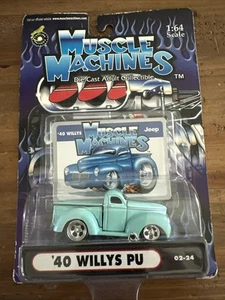 1:64
Scale
MUSCLE
MACHINES
Die Cast Adult Collectible
TM
'40 WILLYS
Jeep
MUSCLE
MACHINES
'40 WILLYS PU
02-24